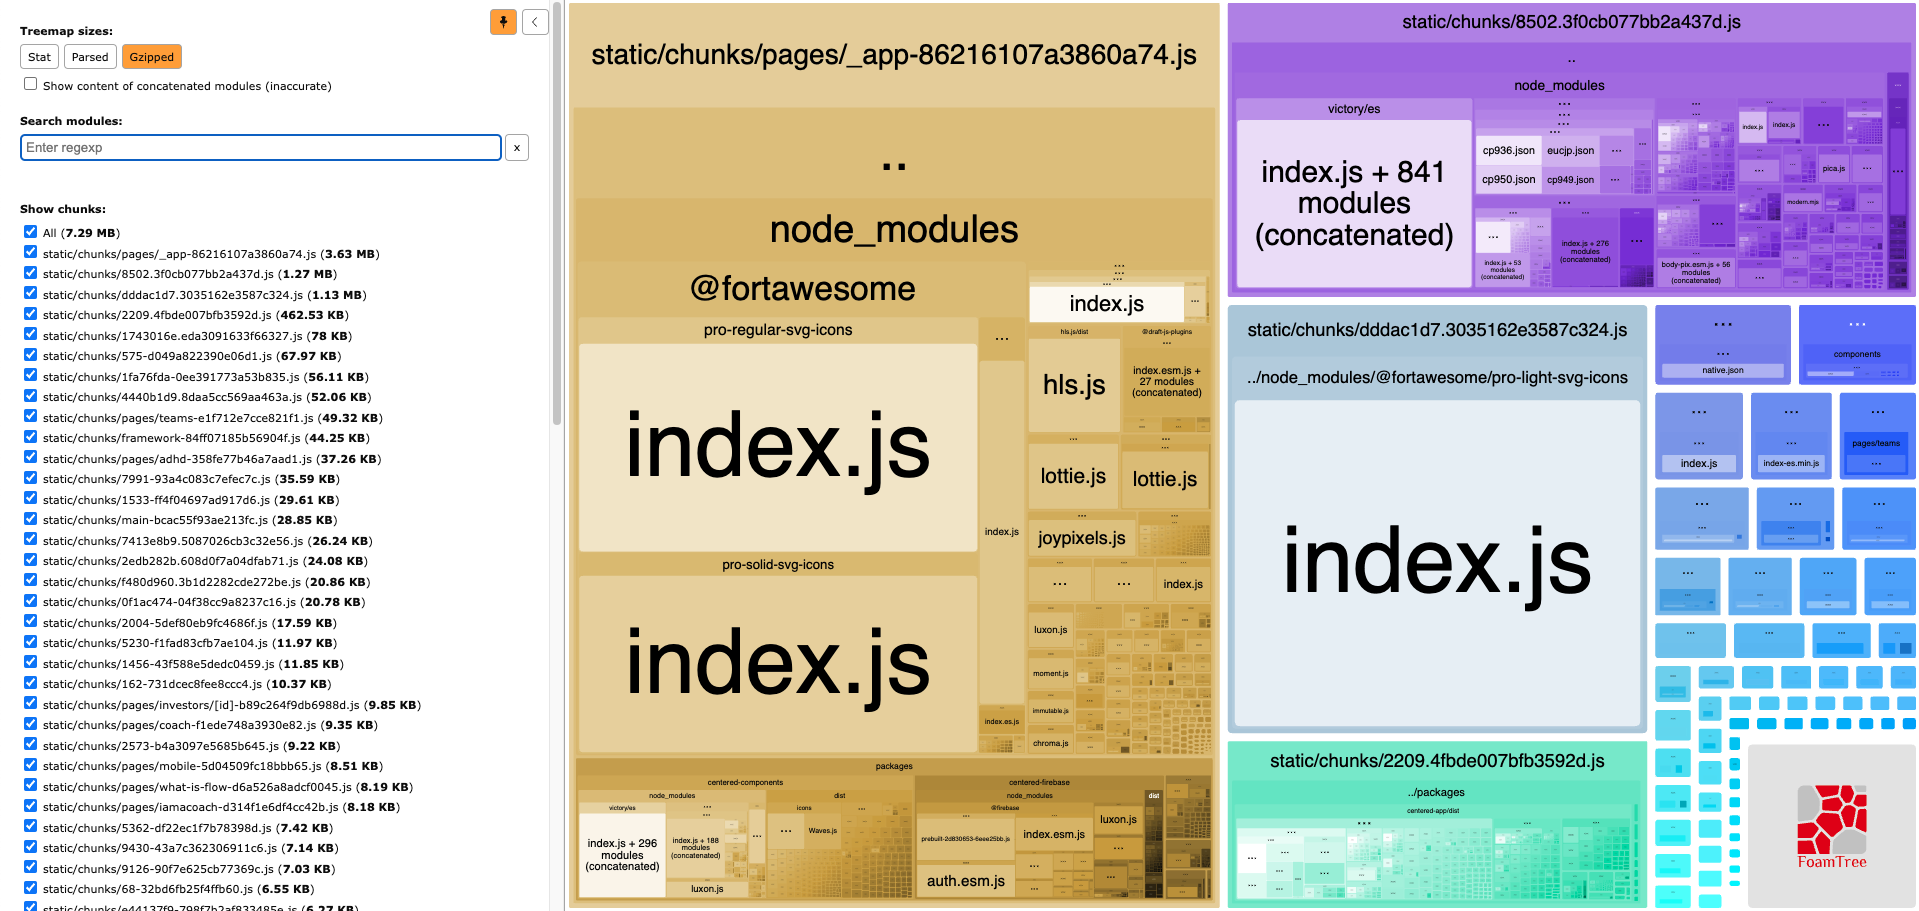 Treemap sizes:
Stat
Parsed
Gzipped
Show content of concatenated modules (inaccurate)
Search modules:
Enter regexp
x
Show chunks:
All (7.29 MB)
static/chunks/pages/_app-86216107a3860a74.js (3.63 MB)
static/chunks/8502.3f0cb077bb2a437d.js (1.27 MB)
static/chunks/dddac1d7.3035162e3587c324.js (1.13 MB)
static/chunks/2209.4fbde007bfb3592d.js (462.53 KB)
static/chunks/1743016e.eda3091633f66327.js (78 KB)
static/chunks/575-d049a822390e06d1.js (67.97 KB)
static/chunks/1fa76fda-0ee391773a53b835.js (56.11 KB)
static/chunks/4440b1d9.8daa5cc569aa463a.js (52.06 KB)
static/chunks/pages/teams-e1f712e7cce821f1.js (49.32 KB)
static/chunks/framework-84ff07185b56904f.js (44.25 KB)
static/chunks/pages/adhd-358fe77b46a7aad1.js (37.26 KB)
static/chunks/7991-93a4c083c7efec7c.js (35.59 KB)
static/chunks/1533-ff4f04697ad917d6.js (29.61 KB)
static/chunks/main-bcac55f93ae213fc.js (28.85 KB)
static/chunks/7413e8b9.5087026cb3c32e56.js (26.24 KB)
static/chunks/2edb282b.608d0f7a04dfab71.js (24.08 KB)
static/chunks/f480d960.3b1d2282cde272be.js (20.86 KB)
static/chunks/0f1ac474-04f38cc9a8237c16.js (20.78 KB)
static/chunks/2004-5def80eb9fc4686f.js (17.59 KB)
static/chunks/5230-f1fad83cfb7ae104.js (11.97 KB)
static/chunks/1456-43f588e5dedc0459.js (11.85 KB)
static/chunks/162-731dcec8fee8ccc4.js (10.37 KB)
static/chunks/pages/investors/[id]-b89c264f9db6988d.js (9.85 KB)
static/chunks/pages/coach-f1ede748a3930e82.js (9.35 KB)
static/chunks/2573-b4a3097e5685b645.js (9.22 KB)
static/chunks/pages/mobile-5d04509fc18bbb65.js (8.51 KB)
static/chunks/pages/what-is-flow-d6a526a8adcf0045.js (8.19 KB)
static/chunks/pages/iamacoach-d314f1e6df4cc42b.js (8.18 KB)
static/chunks/5362-df22ec1f7b78398d.js (7.42 KB)
static/chunks/9430-43a7c362306911c6.js (7.14 KB)
static/chunks/9126-90f7e625cb77369c.js (7.03 KB)
static/chunks/68-32bd6fb25f4ffb60.js (6.55 KB)
static/chunks/e44137f9-798f7b2af833485e.js (6.27 KB)
static/chunks/pages/_app-86216107a3860a74.js
..
node_modules
@fortawesome
pro-regular-svg-icons
index.js
pro-solid-svg-icons
index.js
...
index.js
index.es.js
index.js
hls.js/dist
hls.js
@draft-js-plugins
index.esm.js +
27 modules
(concatenated)
lottie.js
lottie.js
joypixels.js
index.js
luxon.js
moment.js
immutable.js
chroma.js
packages
centered-components
node_modules
victory/es
index.js + 296
modules
(concatenated)
index.js + 188
modules
(concatenated)
luxon.js
dist
icons
Waves.js
centered-firebase
node_modules
@firebase
prebuilt-2d830653-6eee25bb.js
index.esm.js
auth.esm.js
luxon.js
dist
static/chunks/8502.3f0cb077bb2a437d.js
..
node_modules
victory/es
index.js + 841
modules
(concatenated)
cp936.json
eucjp.json
cp950.json
cp949.json
index.js + 53
modules
(concatenated)
index.js + 276
modules
(concatenated)
body-pix.esm.js + 56
modules
(concatenated)
index.js
index.js
pica.js
modern.mjs
static/chunks/dddac1d7.3035162e3587c324.js
../node_modules/@fortawesome/pro-light-svg-icons
index.js
static/chunks/2209.4fbde007bfb3592d.js
../packages
centered-app/dist
native.json
components
index.js
index-es.min.js
pages/teams
FoamTree